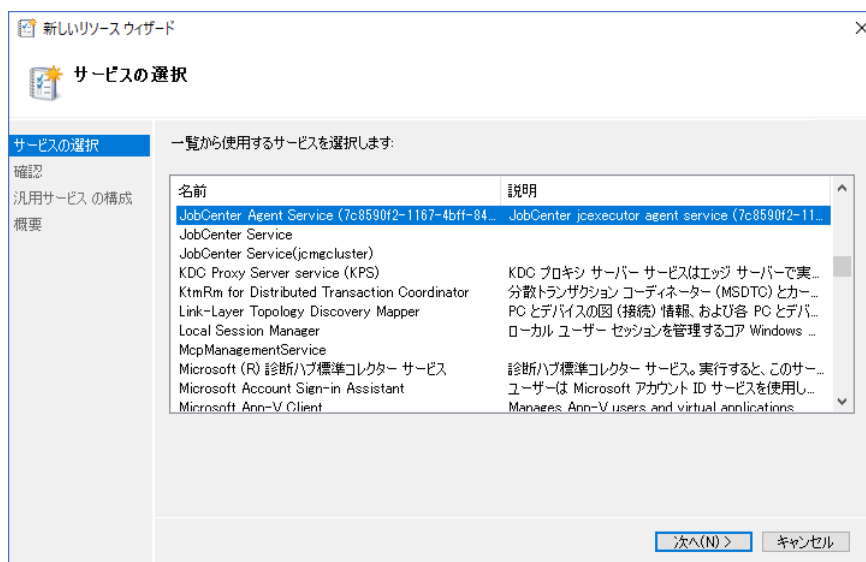 新しいリソース ウィザード
サービスの選択
サービスの選択
確認
汎用サービス の構成
概要
一覧から使用するサービスを選択します:
名前 説明
JobCenter Agent Service (7c8590f2-1167-4bff-84... JobCenter jcexecutor agent service (7c8590f2-11...
JobCenter Service
JobCenter Service(jcmgcluster)
KDC Proxy Server service (KPS) KDC プロキシ サーバー サービスはエッジ サーバーで実...
KtmRm for Distributed Transaction Coordinator 分散トランザクション コーディネーター (MSDTC) とカー...
Link-Layer Topology Discovery Mapper PC とデバイスの図 (接続) 情報、および各 PC とデバ...
Local Session Manager ローカル ユーザー セッションを管理するコア Windows ...
McpManagementService
Microsoft (R) 診断ハブ標準コレクター サービス 診断ハブ標準コレクター サービス。実行すると、このサー...
Microsoft Account Sign-in Assistant ユーザーは Microsoft アカウント ID サービスを使用し...
Microsoft App-V Client Manages App-V users and virtual applications
次へ(N) > キャンセル